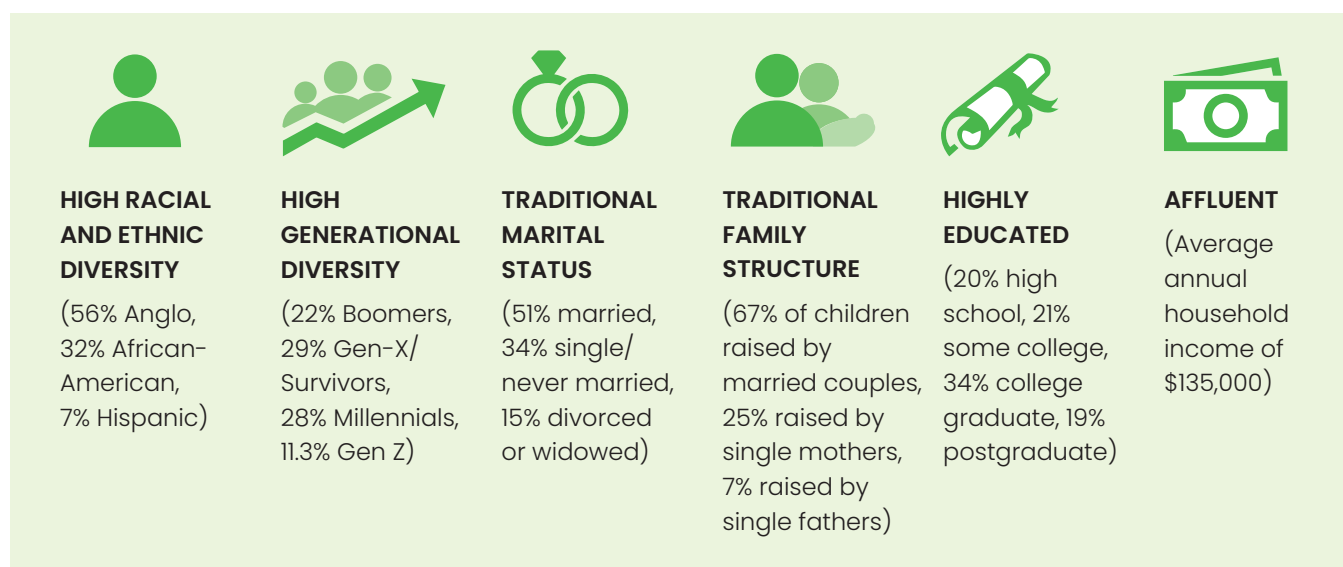 HIGH RACIAL
AND ETHNIC
DIVERSITY
(56% Anglo,
32% African-
American,
7% Hispanic)
HIGH
GENERATIONAL
DIVERSITY
(22% Boomers,
29% Gen-X/
Survivors,
28% Millennials,
11.3% Gen Z)
TRADITIONAL
MARITAL
STATUS
(51% married,
34% single/
never married,
15% divorced
or widowed)
TRADITIONAL
FAMILY
STRUCTURE
(67% of children
raised by
married couples,
25% raised by
single mothers,
7% raised by
single fathers)
HIGHLY
EDUCATED
(20% high
school, 21%
some college,
34% college
graduate, 19%
postgraduate)
AFFLUENT
(Average
annual
household
income of
$135,000)